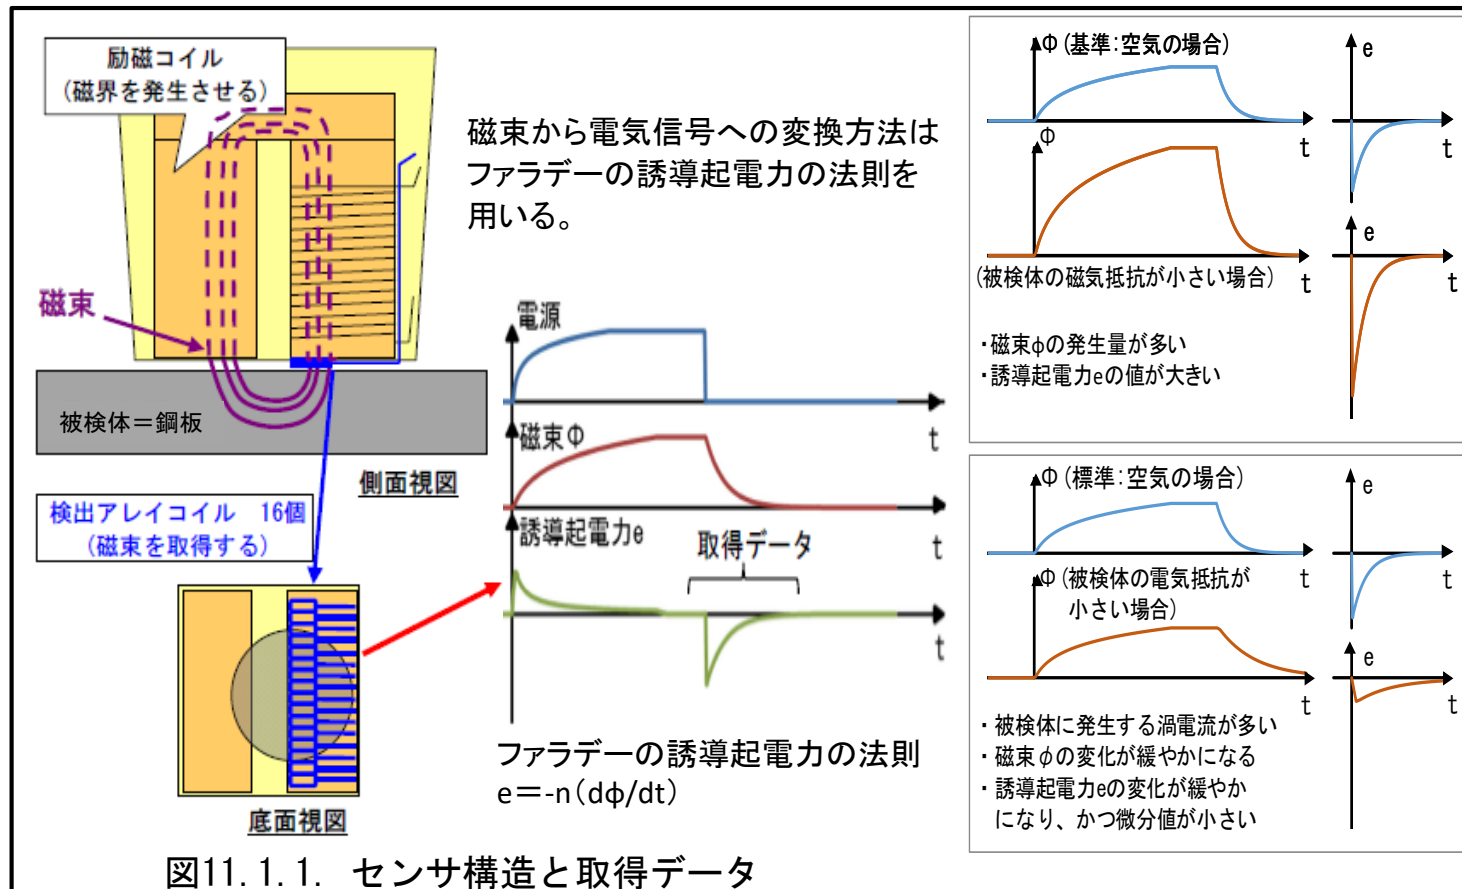 励磁コイル
(磁界を発生させる)
磁束
被検体＝鋼板
側面視図
検出アレイコイル　16個
(磁束を取得する)
底面視図
磁束から電気信号への変換方法は
ファラデーの誘導起電力の法則を
用いる。
電源
t
磁束Φ
t
誘導起電力e
取得データ
t
ファラデーの誘導起電力の法則
e＝-n(dφ/dt)
Φ(基準:空気の場合)
t
e
t
Φ
t
(被検体の磁気抵抗が小さい場合)
e
t
・磁束φの発生量が多い
・誘導起電力eの値が大きい
Φ(標準:空気の場合)
t
e
t
Φ(被検体の電気抵抗が
小さい場合)
t
e
t
・被検体に発生する渦電流が多い
・磁束φの変化が緩やかになる
・誘導起電力eの変化が緩やか
になり、かつ微分値が小さい
図11.1.1.　センサ構造と取得データ